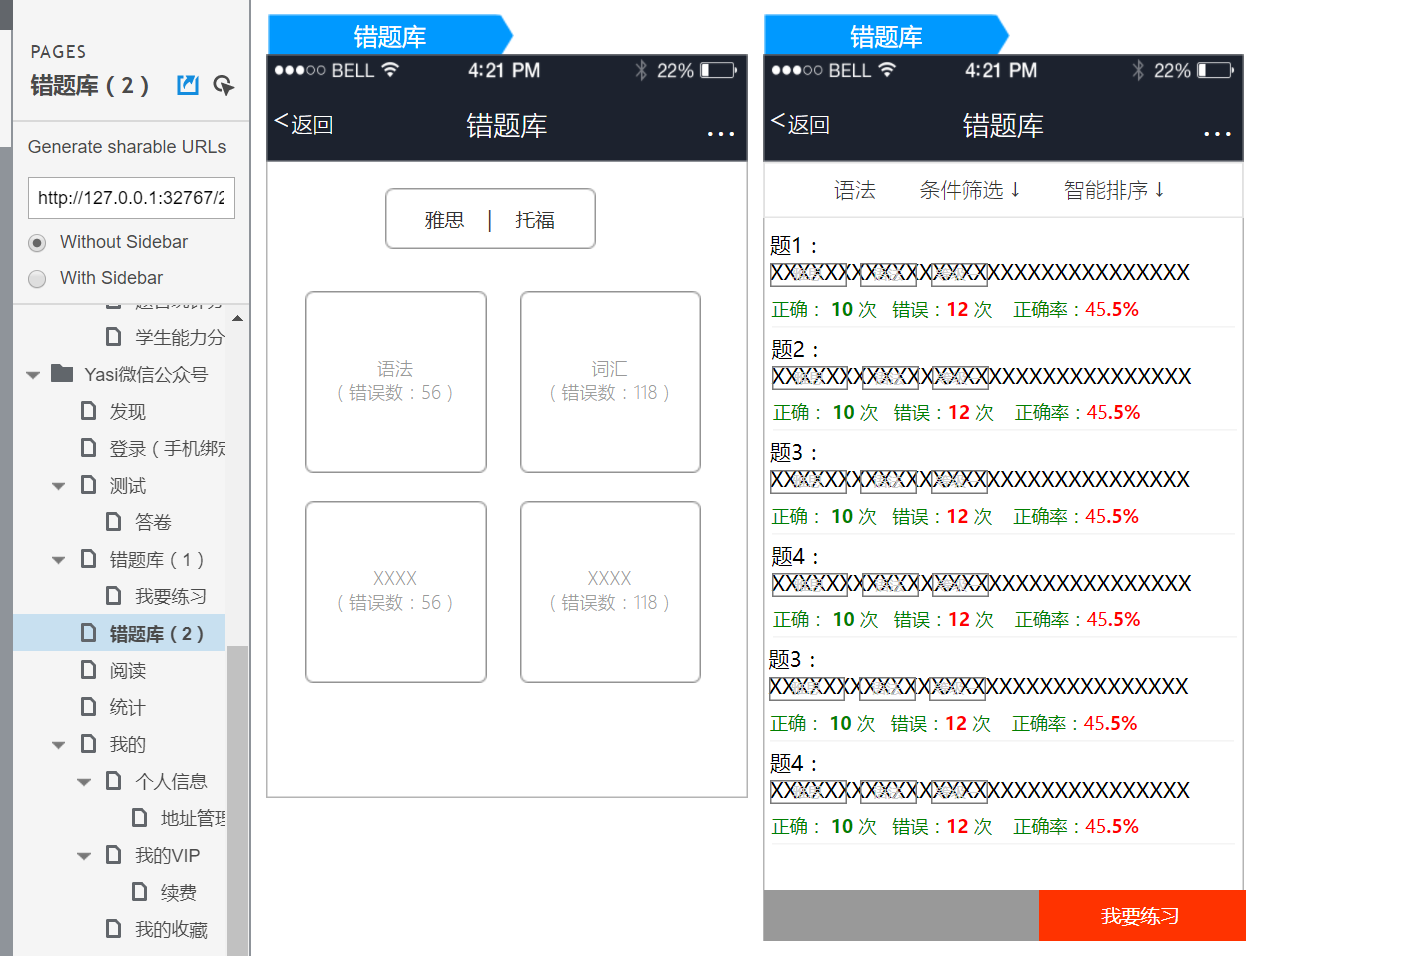 PAGES
错题库（2）
Generate sharable URLs
http://127.0.0.1:32767/2
Without Sidebar
With Sidebar
学生能力分
Yasi微信公众号
发现
登录（手机绑定
测试
答卷
错题库（1）
我要练习
错题库（2）
阅读
统计
我的
个人信息
地址管理
我的VIP
续费
我的收藏
错题库
BELL 4:21 PM 22%
<返回 错题库 ...
雅思 | 托福
语法
（错误数：56）
词汇
（错误数：118）
XXXX
（错误数：56）
XXXX
（错误数：118）
错题库
BELL 4:21 PM 22%
<返回 错题库 ...
语法 条件筛选↓ 智能排序↓
题1：
正确： 10 次 错误：12 次 正确率：45.5%
题2：
正确： 10 次 错误：12 次 正确率：45.5%
题3：
正确： 10 次 错误：12 次 正确率：45.5%
题4：
正确： 10 次 错误：12 次 正确率：45.5%
题3：
正确： 10 次 错误：12 次 正确率：45.5%
题4：
正确： 10 次 错误：12 次 正确率：45.5%
我要练习